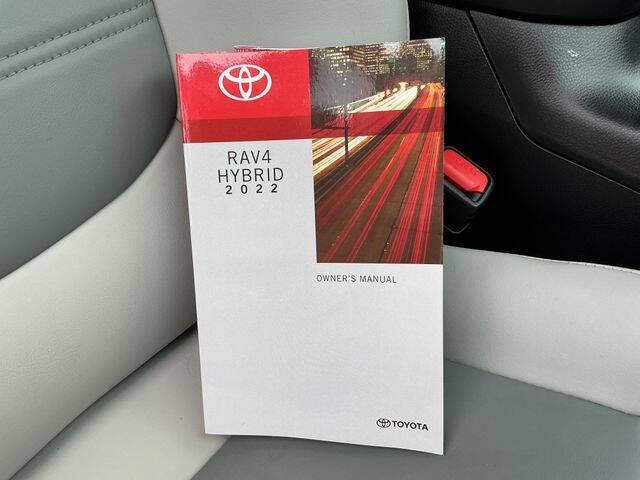 RAV4
HYBRID
2022
OWNER'S MANUAL
TOYOTA